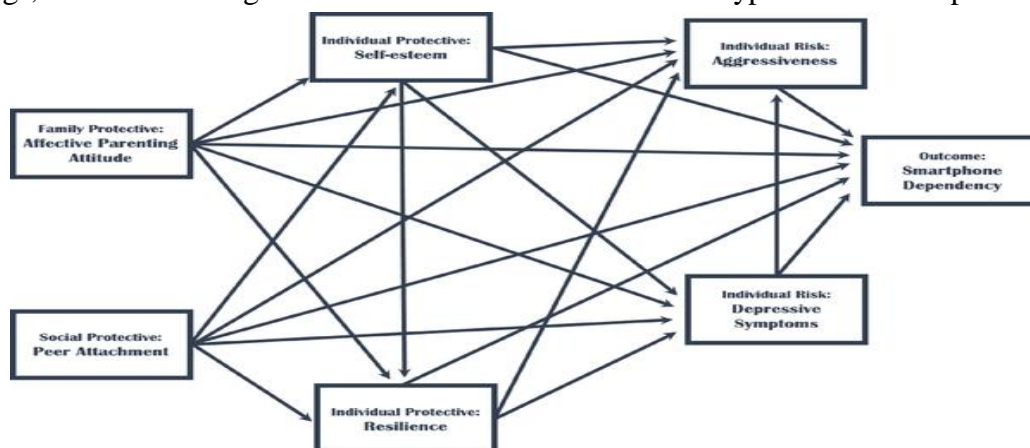 Individual Protective:
Self-esteem
Individual Risk:
Aggressiveness
Family Protective:
Affective Parenting
Attitude
Outcome:
Smartphone
Dependency
Individual Risk:
Depressive
Symptoms
Social Protective:
Peer Attachment
Individual Protective:
Resilience